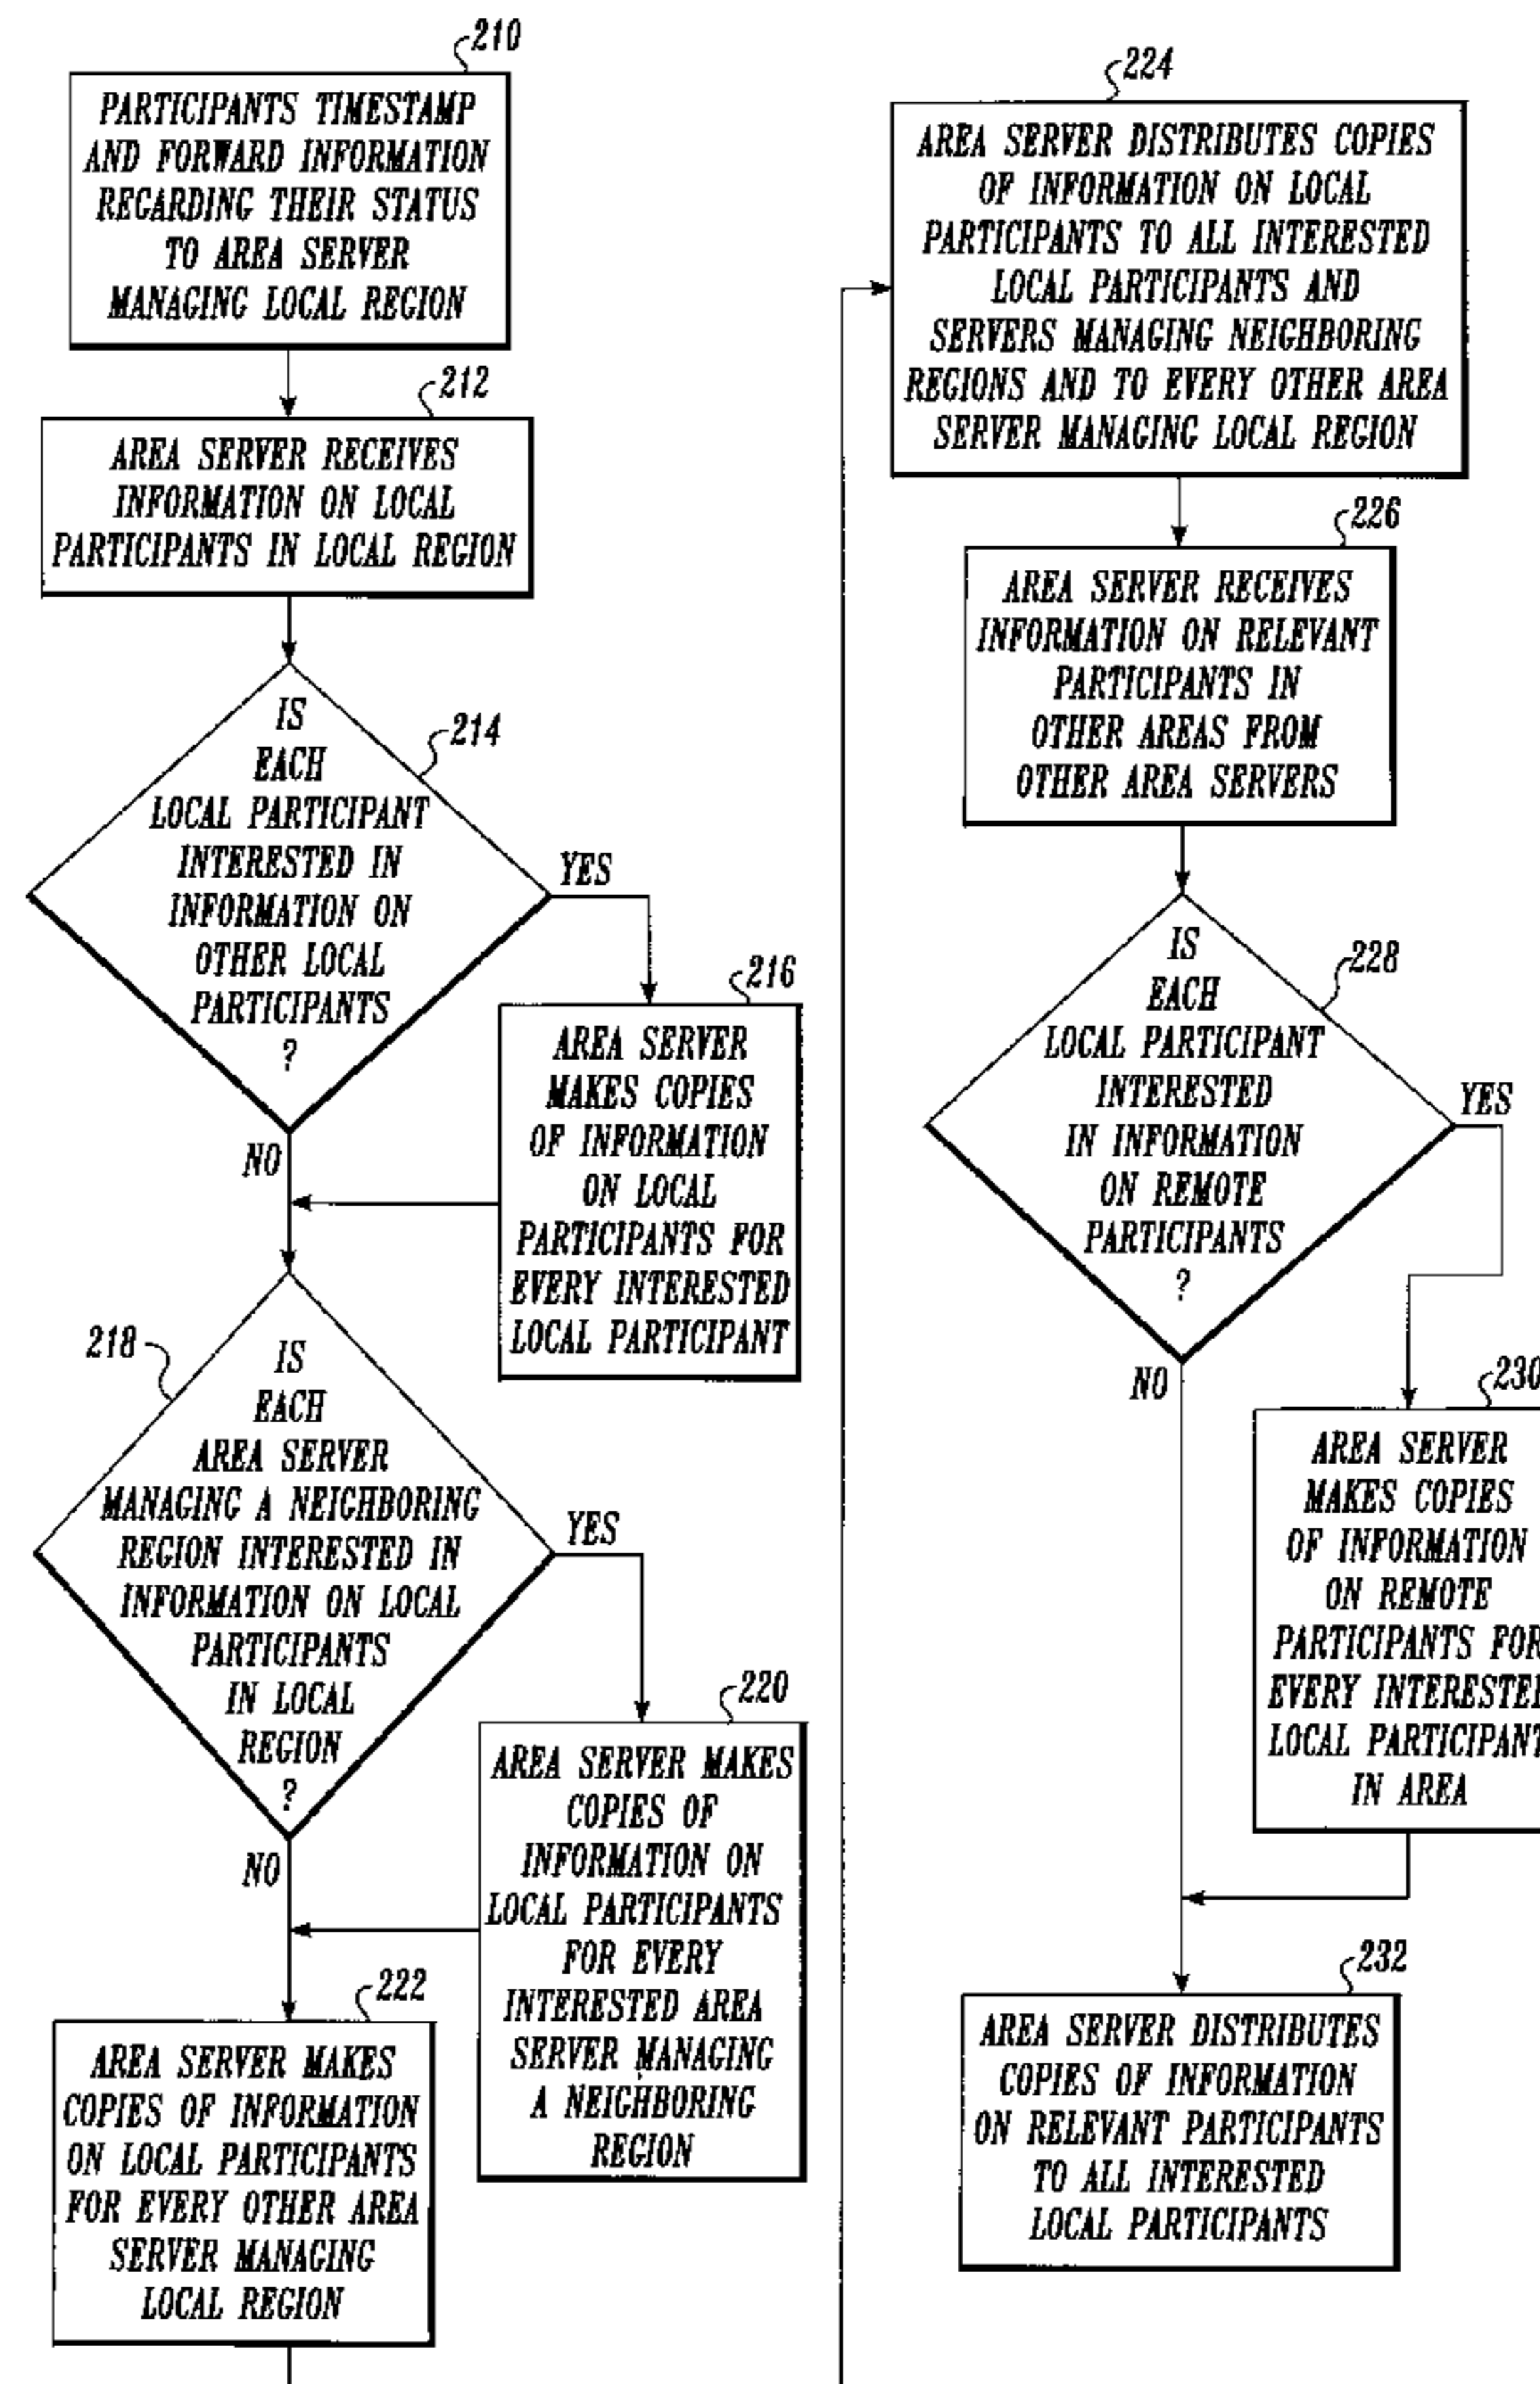 210
PARTICIPANTS TIMESTAMP
AND FORWARD INFORMATION
REGARDING THEIR STATUS
TO AREA SERVER
MANAGING LOCAL REGION
212
AREA SERVER RECEIVES
INFORMATION ON LOCAL
PARTICIPANTS IN LOCAL REGION
214
IS
EACH
LOCAL PARTICIPANT
INTERESTED IN
INFORMATION ON
OTHER LOCAL
PARTICIPANTS
?
YES
NO
216
AREA SERVER
MAKES COPIES
OF INFORMATION
ON LOCAL
PARTICIPANTS FOR
EVERY INTERESTED
LOCAL PARTICIPANT
218
IS
EACH
AREA SERVER
MANAGING A NEIGHBORING
REGION INTERESTED IN
INFORMATION ON LOCAL
PARTICIPANTS
IN LOCAL
REGION
?
YES
NO
220
AREA SERVER MAKES
COPIES OF
INFORMATION ON
LOCAL PARTICIPANTS
FOR EVERY
INTERESTED AREA
SERVER MANAGING
A NEIGHBORING
REGION
222
AREA SERVER MAKES
COPIES OF INFORMATION
ON LOCAL PARTICIPANTS
FOR EVERY OTHER AREA
SERVER MANAGING
LOCAL REGION
224
AREA SERVER DISTRIBUTES COPIES
OF INFORMATION ON LOCAL
PARTICIPANTS TO ALL INTERESTED
LOCAL PARTICIPANTS AND
SERVERS MANAGING NEIGHBORING
REGIONS AND TO EVERY OTHER AREA
SERVER MANAGING LOCAL REGION
226
AREA SERVER RECEIVES
INFORMATION ON RELEVANT
PARTICIPANTS IN
OTHER AREAS FROM
OTHER AREA SERVERS
228
IS
EACH
LOCAL PARTICIPANT
INTERESTED
IN INFORMATION
ON REMOTE
PARTICIPANTS
?
YES
NO
230
AREA SERVER
MAKES COPIES
OF INFORMATION
ON REMOTE
PARTICIPANTS FOR
EVERY INTERESTED
LOCAL PARTICIPANT
IN AREA
232
AREA SERVER DISTRIBUTES
COPIES OF INFORMATION
ON RELEVANT PARTICIPANTS
TO ALL INTERESTED
LOCAL PARTICIPANTS